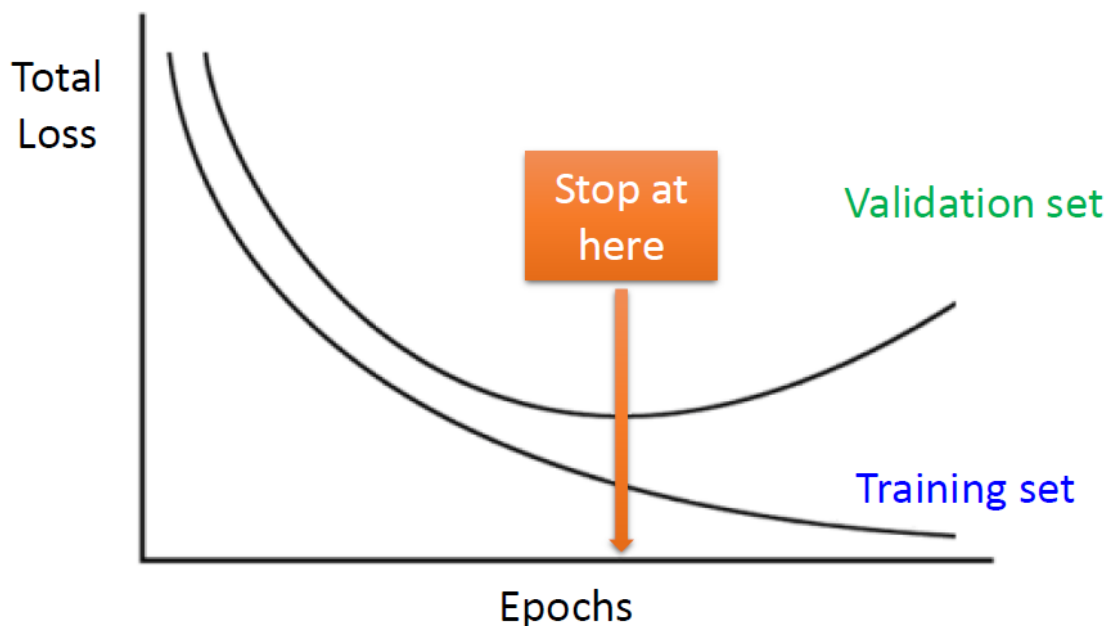 Total
Loss
Stop at
here
Validation set
Training set
Epochs